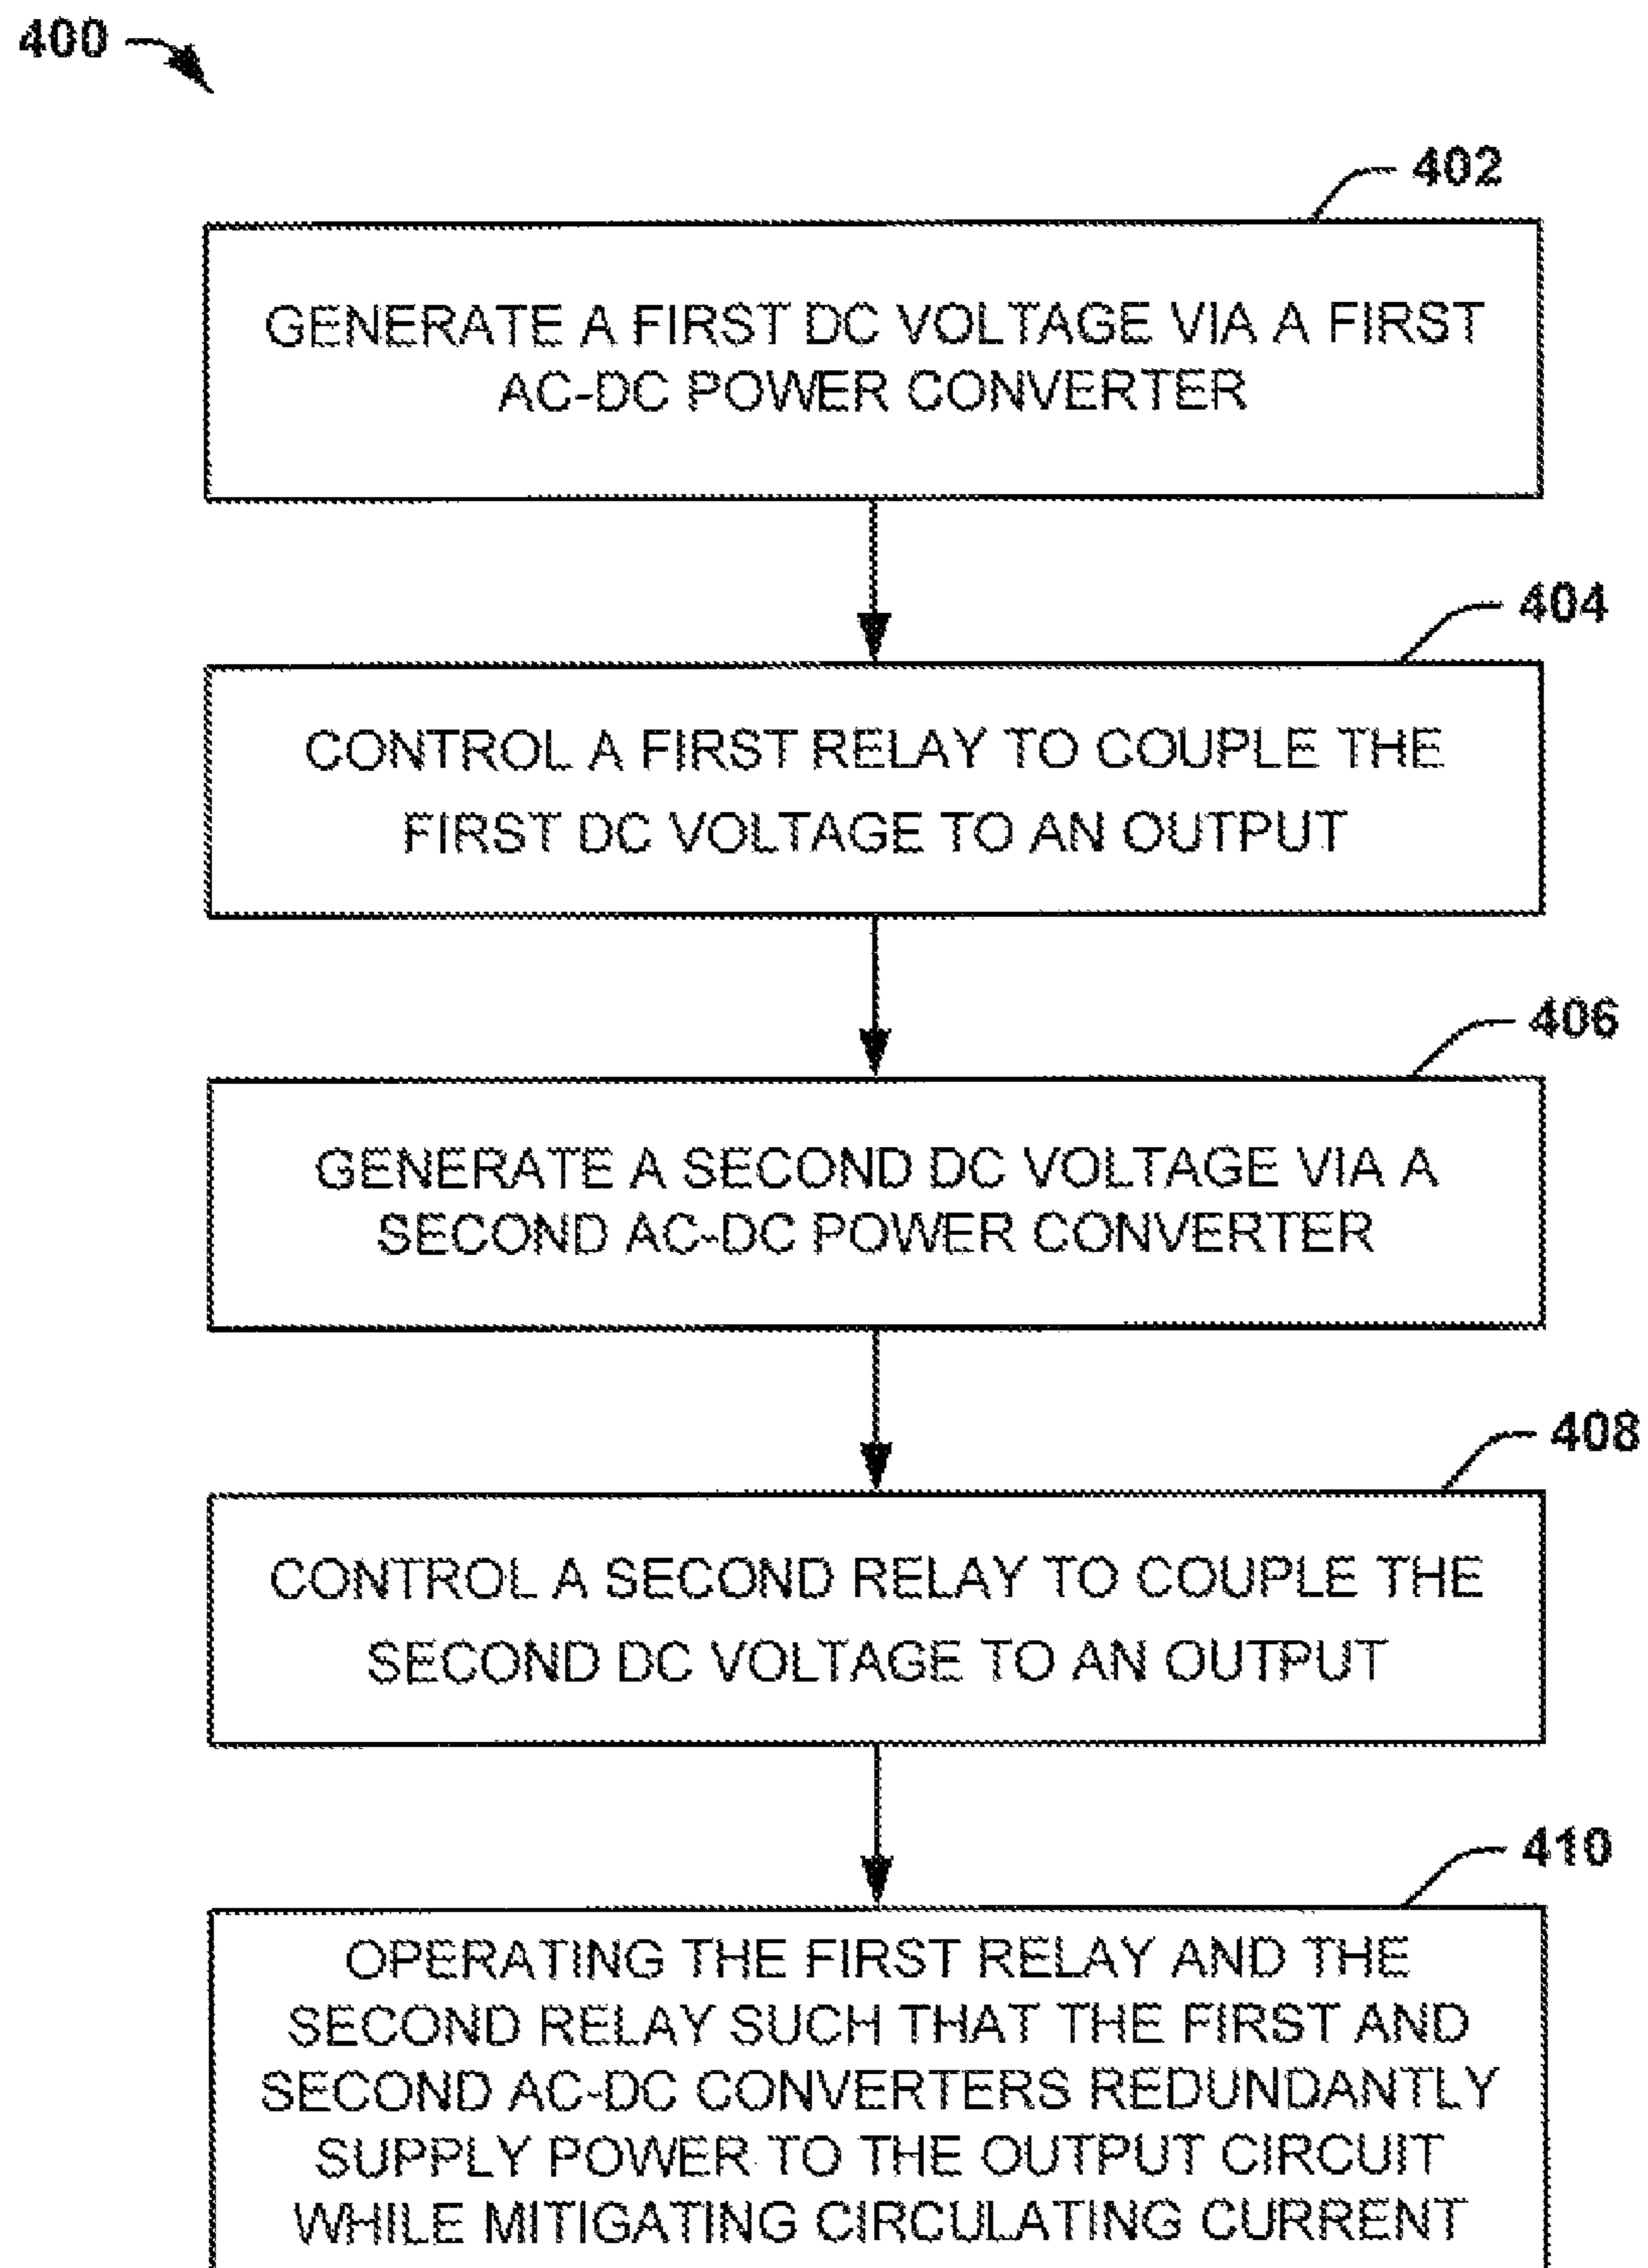 400
402
GENERATE A FIRST DC VOLTAGE VIA A FIRST
AC-DC POWER CONVERTER
404
CONTROL A FIRST RELAY TO COUPLE THE
FIRST DC VOLTAGE TO AN OUTPUT
406
GENERATE A SECOND DC VOLTAGE VIA A
SECOND AC-DC POWER CONVERTER
408
CONTROL A SECOND RELAY TO COUPLE THE
SECOND DC VOLTAGE TO AN OUTPUT
410
OPERATING THE FIRST RELAY AND THE
SECOND RELAY SUCH THAT THE FIRST AND
SECOND AC-DC CONVERTERS REDUNDANTLY
SUPPLY POWER TO THE OUTPUT CIRCUIT
WHILE MITIGATING CIRCULATING CURRENT